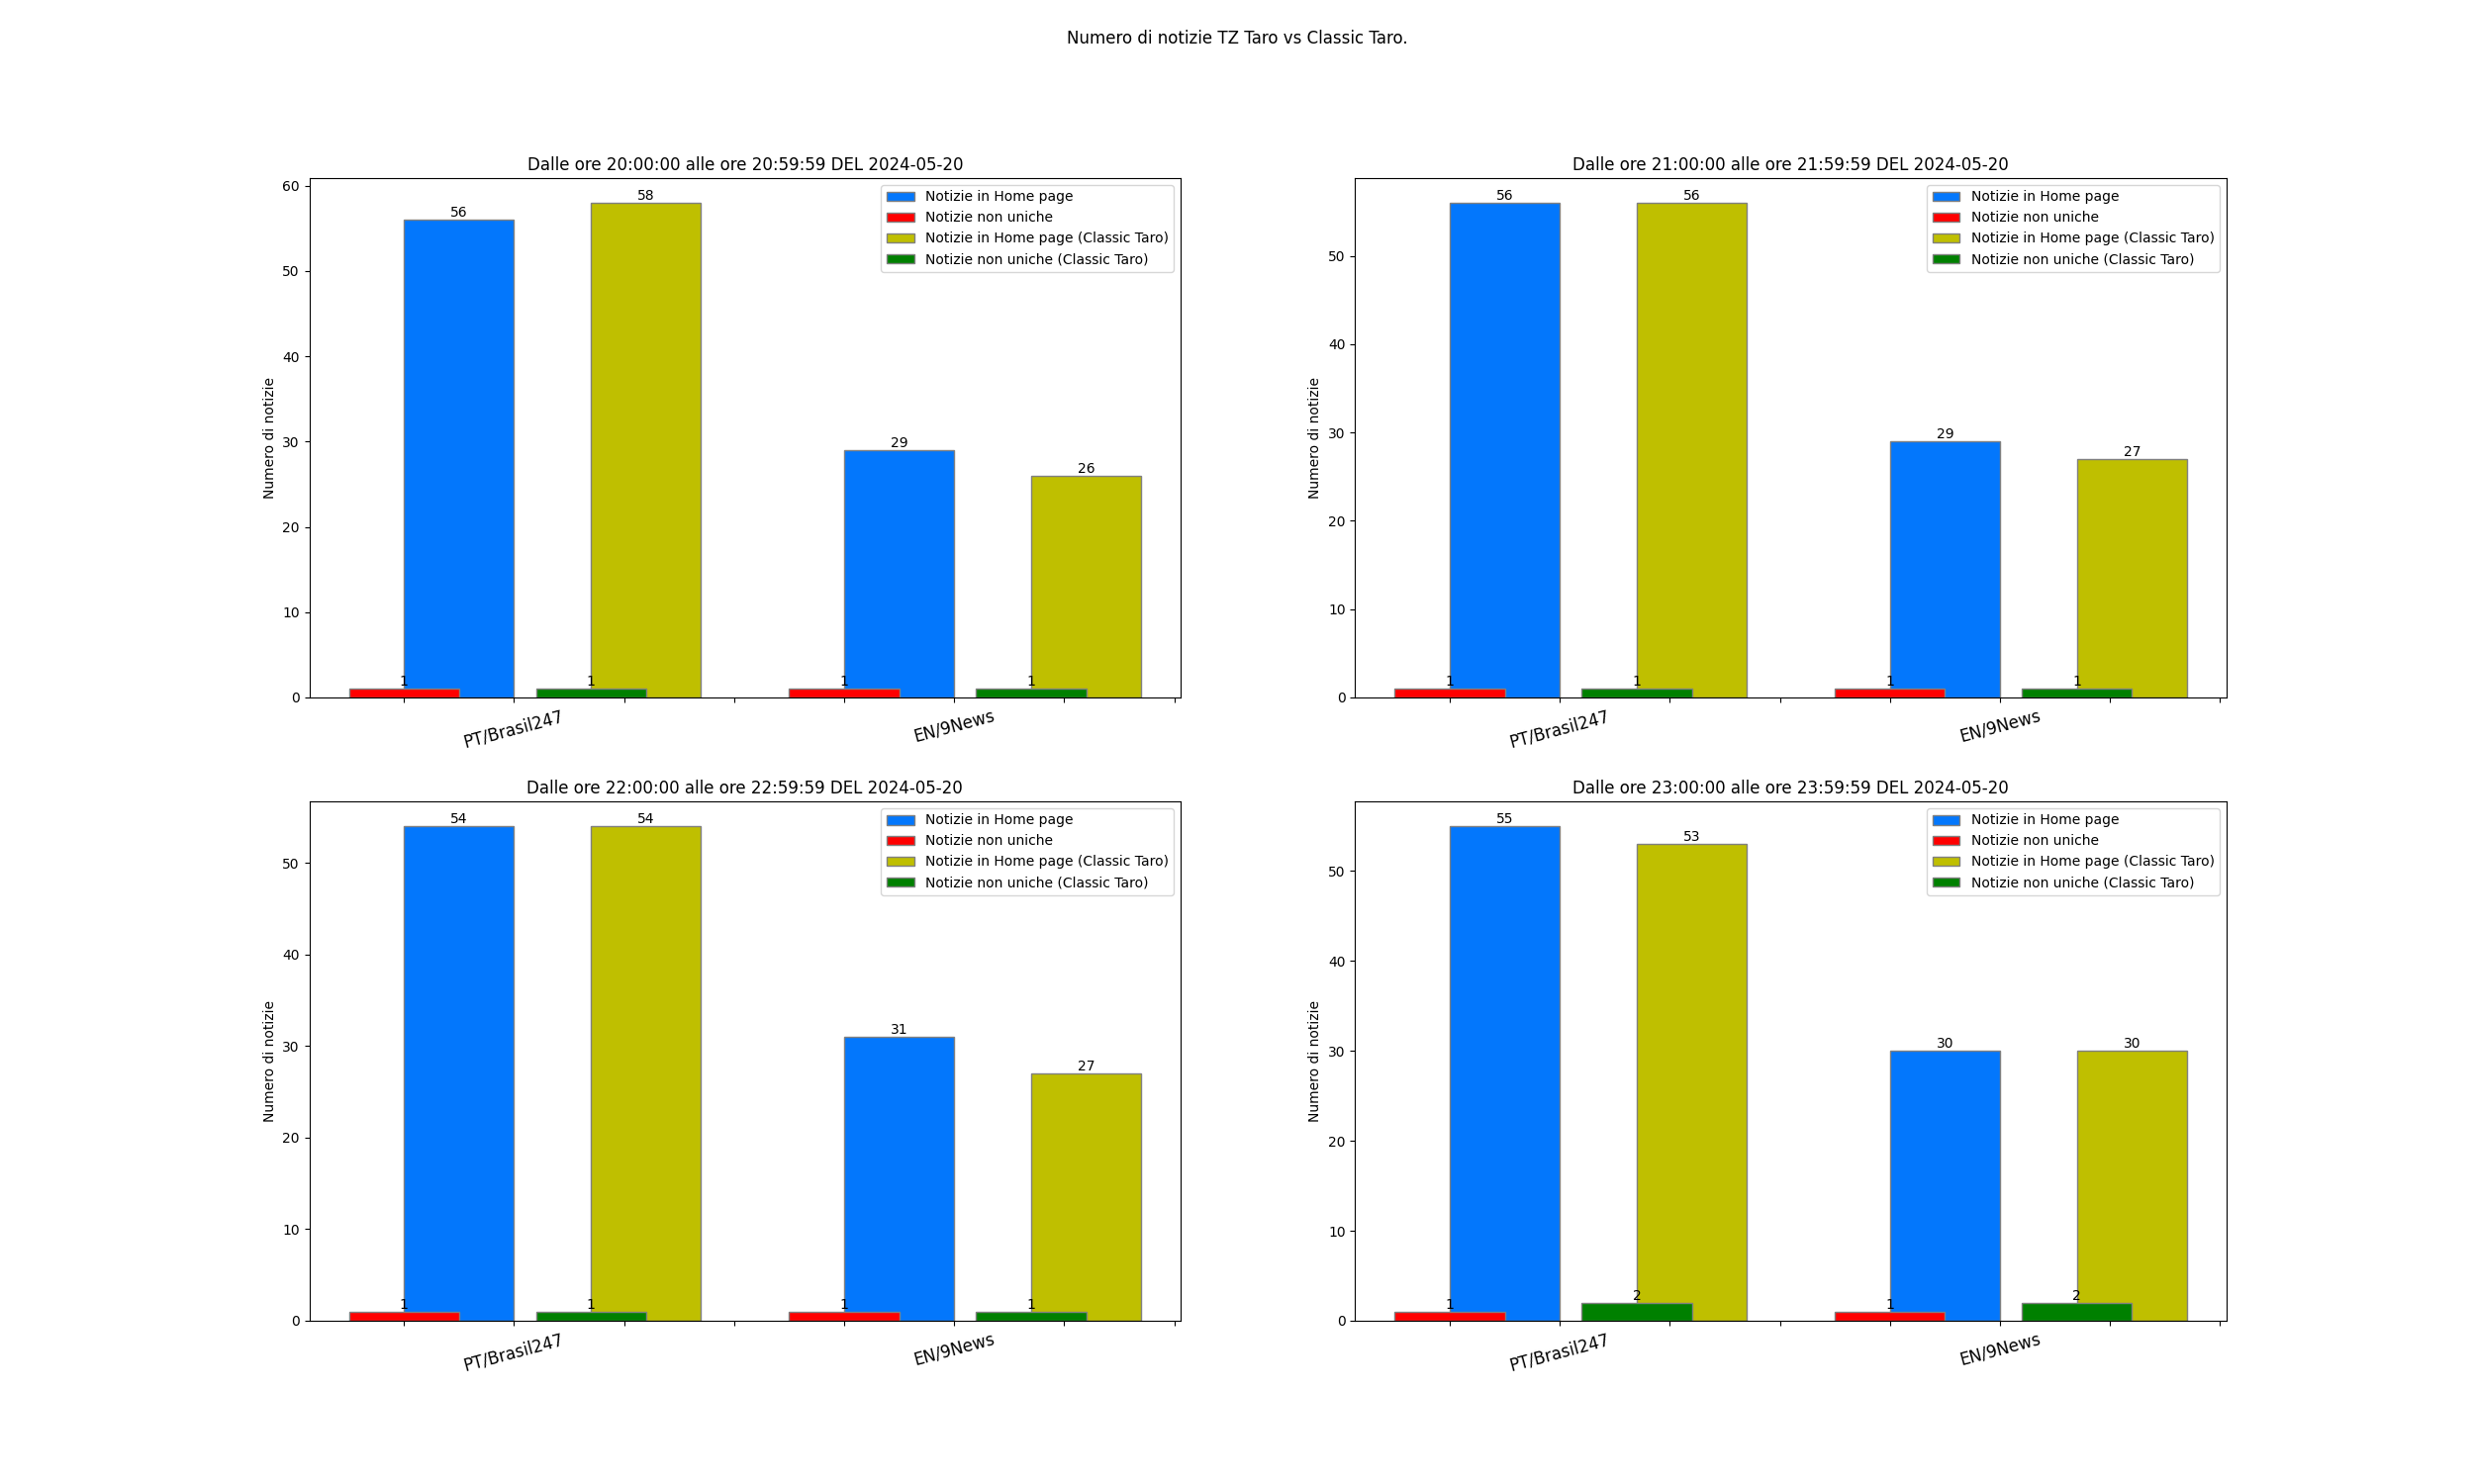 Numero di notizie TZ Taro vs Classic Taro.
Dalle ore 20:00:00 alle ore 20:59:59 DEL 2024-05-20
Numero di notizie
60
50
40
30
20
10
0
56
58
29
26
1
1
1
1
Notizie in Home page
Notizie non uniche
Notizie in Home page (Classic Taro)
Notizie non uniche (Classic Taro)
PT/Brasil247
EN/9News
Dalle ore 21:00:00 alle ore 21:59:59 DEL 2024-05-20
Numero di notizie
50
40
30
20
10
0
56
56
29
27
1
1
1
1
Notizie in Home page
Notizie non uniche
Notizie in Home page (Classic Taro)
Notizie non uniche (Classic Taro)
PT/Brasil247
EN/9News
Dalle ore 22:00:00 alle ore 22:59:59 DEL 2024-05-20
Numero di notizie
50
40
30
20
10
0
54
54
31
27
1
1
1
1
Notizie in Home page
Notizie non uniche
Notizie in Home page (Classic Taro)
Notizie non uniche (Classic Taro)
PT/Brasil247
EN/9News
Dalle ore 23:00:00 alle ore 23:59:59 DEL 2024-05-20
Numero di notizie
50
40
30
20
10
0
55
53
30
30
1
2
1
2
Notizie in Home page
Notizie non uniche
Notizie in Home page (Classic Taro)
Notizie non uniche (Classic Taro)
PT/Brasil247
EN/9News